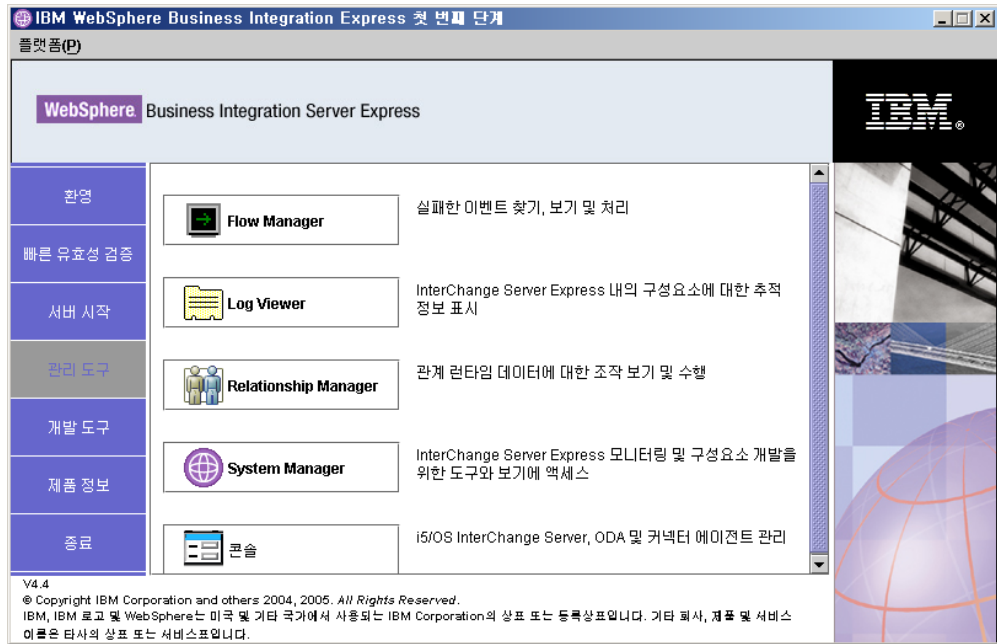 IBM WebSphere Business Integration Express 첫 번째 단계
플랫폼(P)
WebSphere. Business Integration Server Express
IBM®
환영
빠른 유효성 검증
서버 시작
관리 도구
개발 도구
제품 정보
종료
Flow Manager
실패한 이벤트 찾기, 보기 및 처리
Log Viewer
InterChange Server Express 내의 구성요소에 대한 추적
정보 표시
Relationship Manager
관계 런타임 데이터에 대한 조작 보기 및 수행
System Manager
InterChange Server Express 모니터링 및 구성요소 개발을
위한 도구와 보기에 액세스
콘솔
i5/OS InterChange Server, ODA 및 커넥터 에이전트 관리
V4.4
© Copyright IBM Corporation and others 2004, 2005. All Rights Reserved.
IBM, IBM 로고 및 WebSphere는 미국 및 기타 국가에서 사용되는 IBM Corporation의 상표 또는 등록상표입니다. 기타 회사, 제품 및 서비스
이름은 타사의 상표 또는 서비스표입니다.